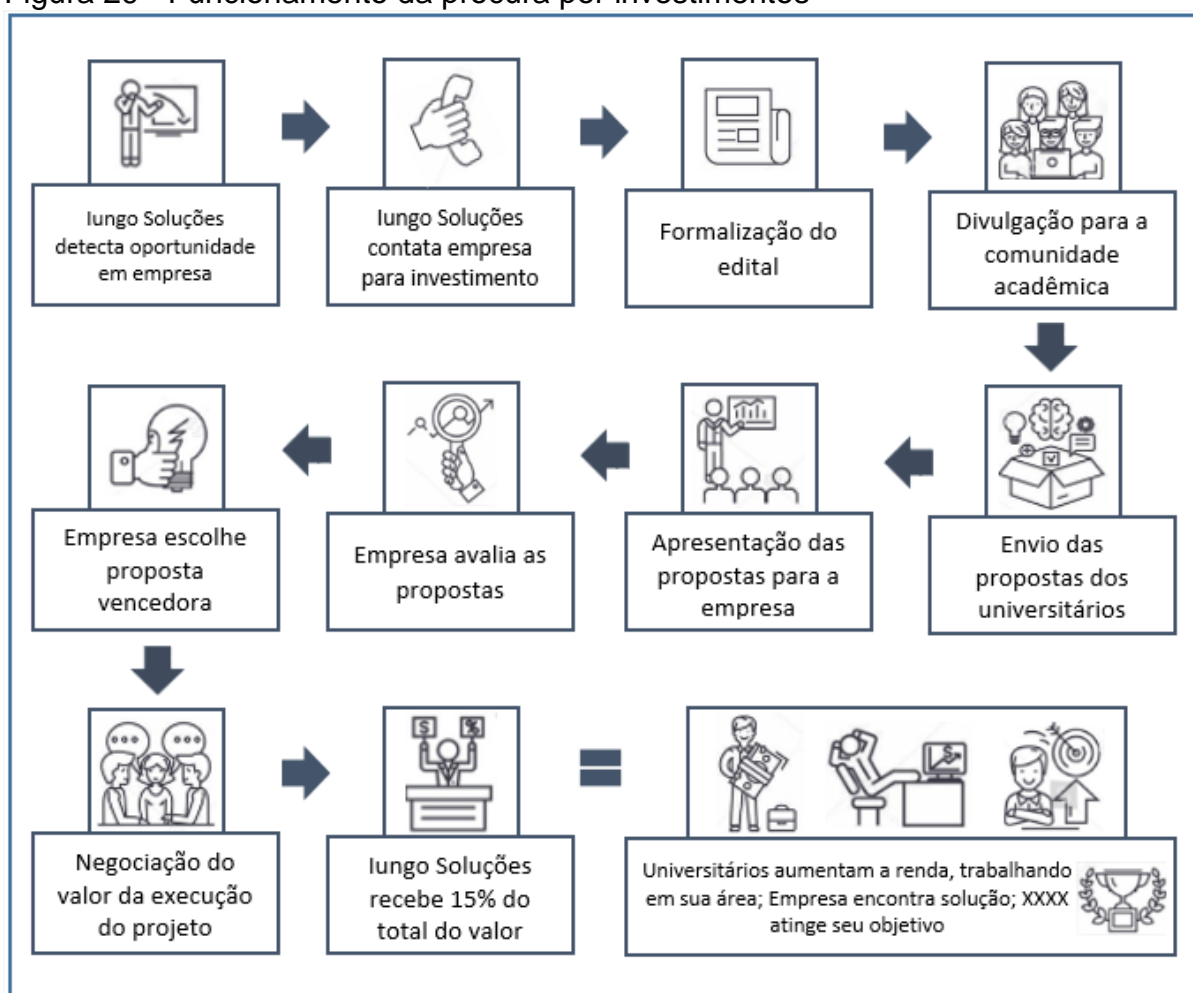 Iungo Soluções
detecta oportunidade
em empresa
Iungo Soluções
contata empresa
para investimento
Formalização do
edital
Divulgação para a
comunidade
acadêmica
Envio das
propostas dos
universitários
Apresentação das
propostas para a
empresa
Empresa avalia as
propostas
Empresa escolhe
proposta
vencedora
Negociação do
valor da execução
do projeto
$ %
Iungo Soluções
recebe 15% do
total do valor
=
$
Universitários aumentam a renda, trabalhando
em sua área; Empresa encontra solução; XXXX
atinge seu objetivo